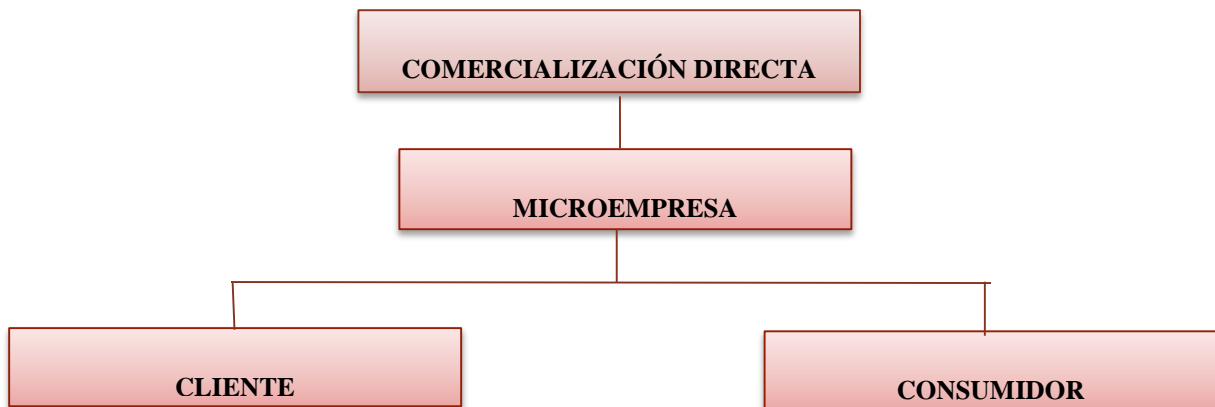 COMERCIALIZACIÓN DIRECTA
MICROEMPRESA
CLIENTE
CONSUMIDOR